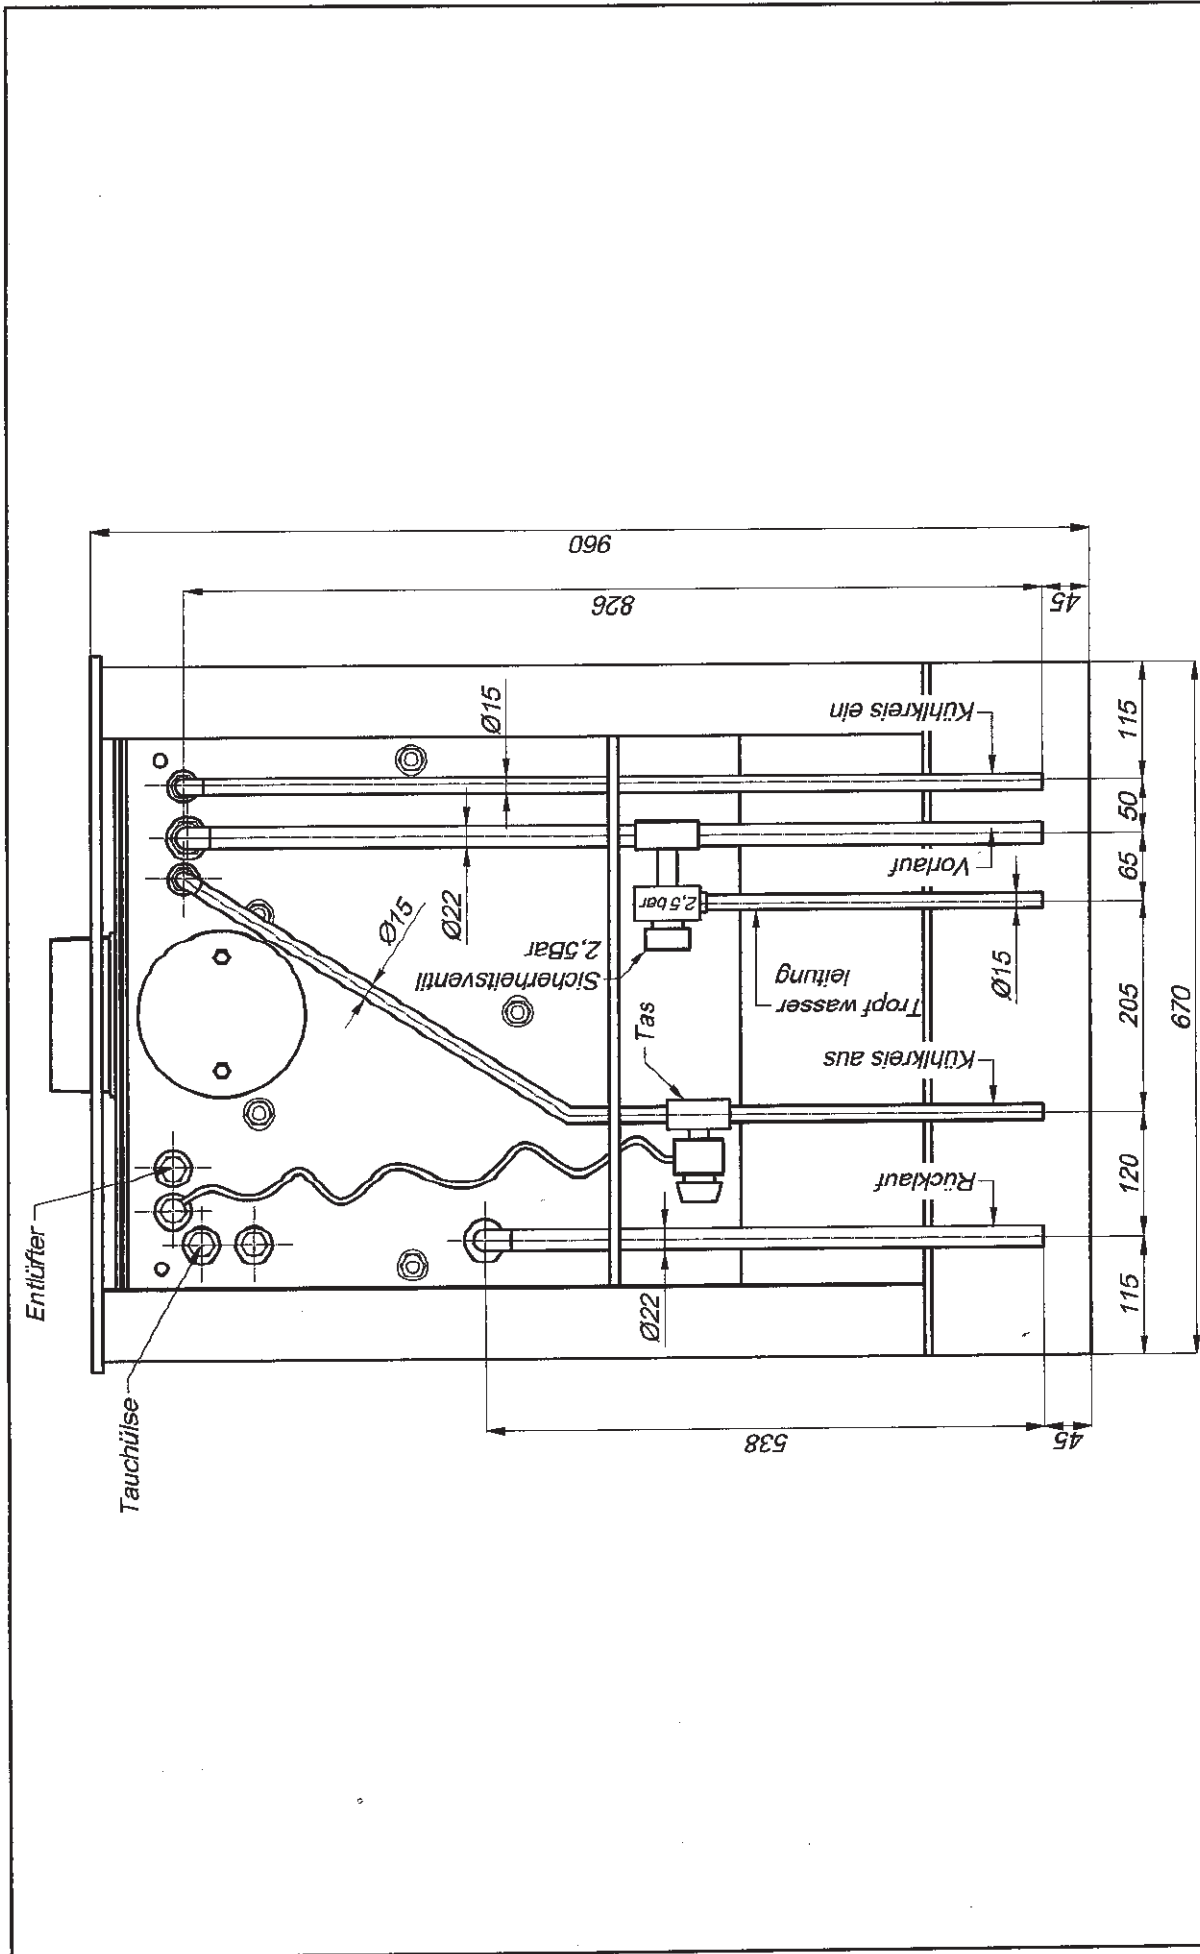 Entlüfter
Tauchülse
960
826
45
Ø15
Ø22
Ø15
Sicherheitsventil
2,5Bar
2,5 bar
Tas
Kühlkreis ein
Vorlauf
Tropf wasser
leitung
Ø15
Kühlkreis aus
Rücklauf
Ø22
538
45
115
50
65
205
120
115
670